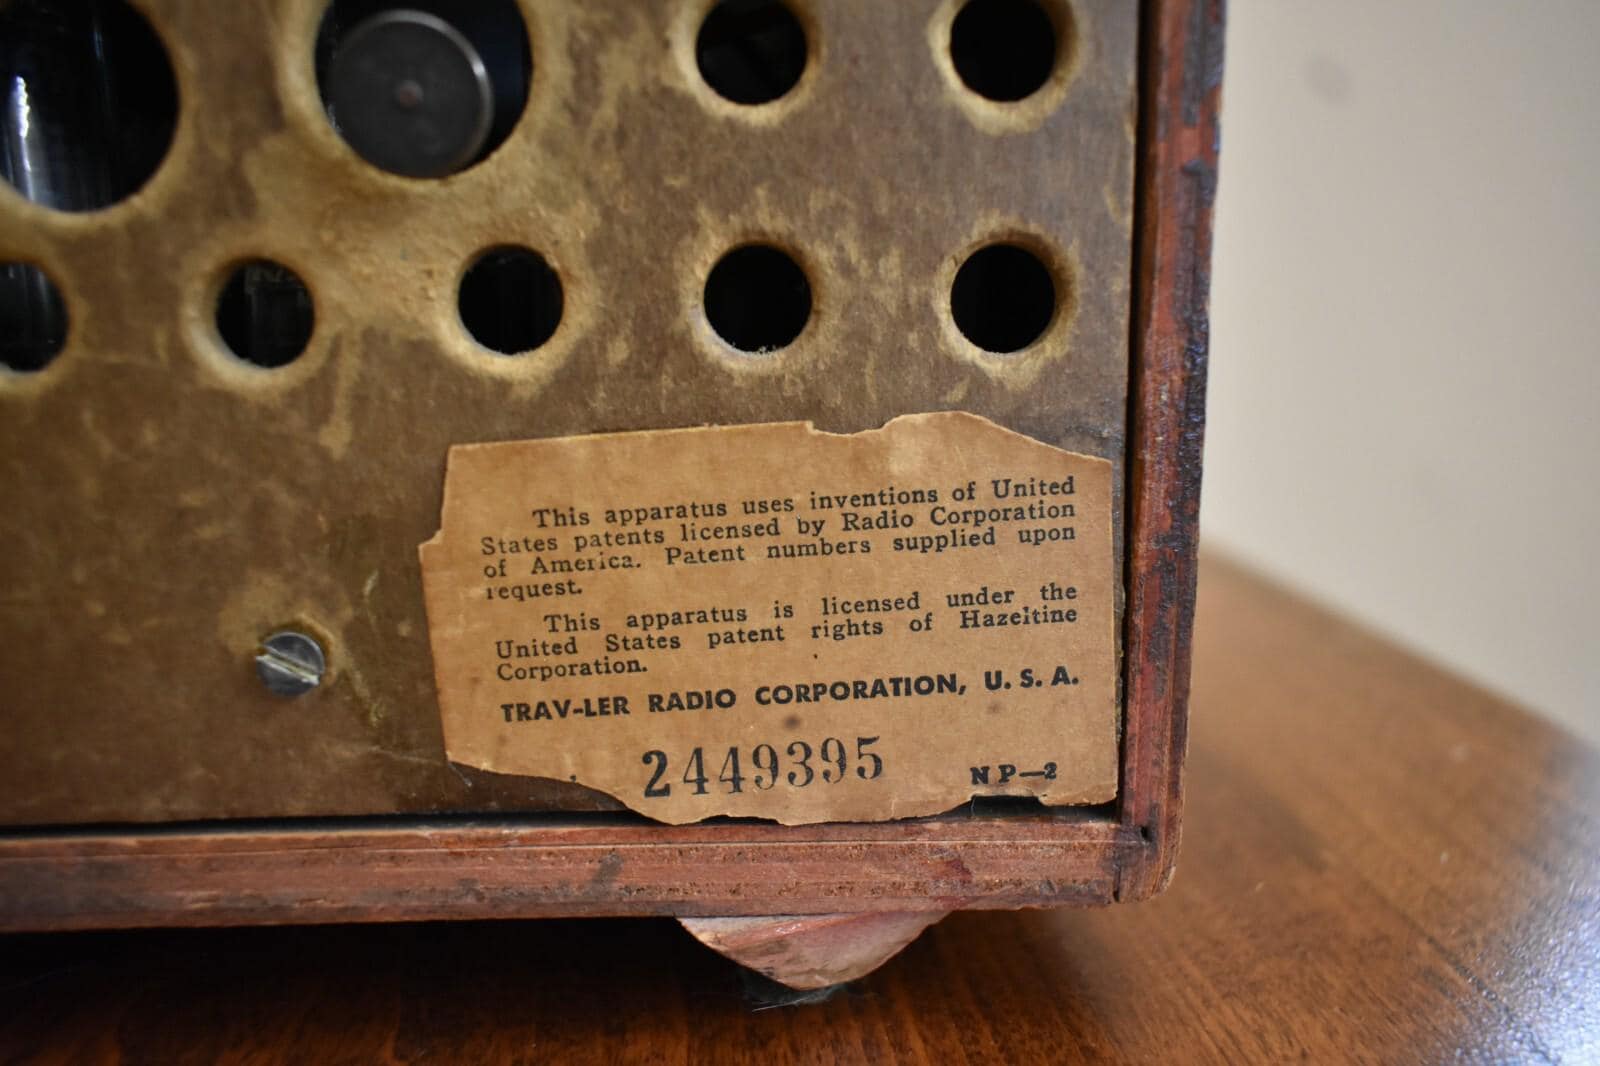 This apparatus uses inventions of United
States patents licensed by Radio Corporation
of America. Patent numbers supplied upon
request.
This apparatus is licensed under the
United States patent rights of Hazeltine
Corporation.
TRAV-LER RADIO CORPORATION, U. S. A.
2449395
NP-2